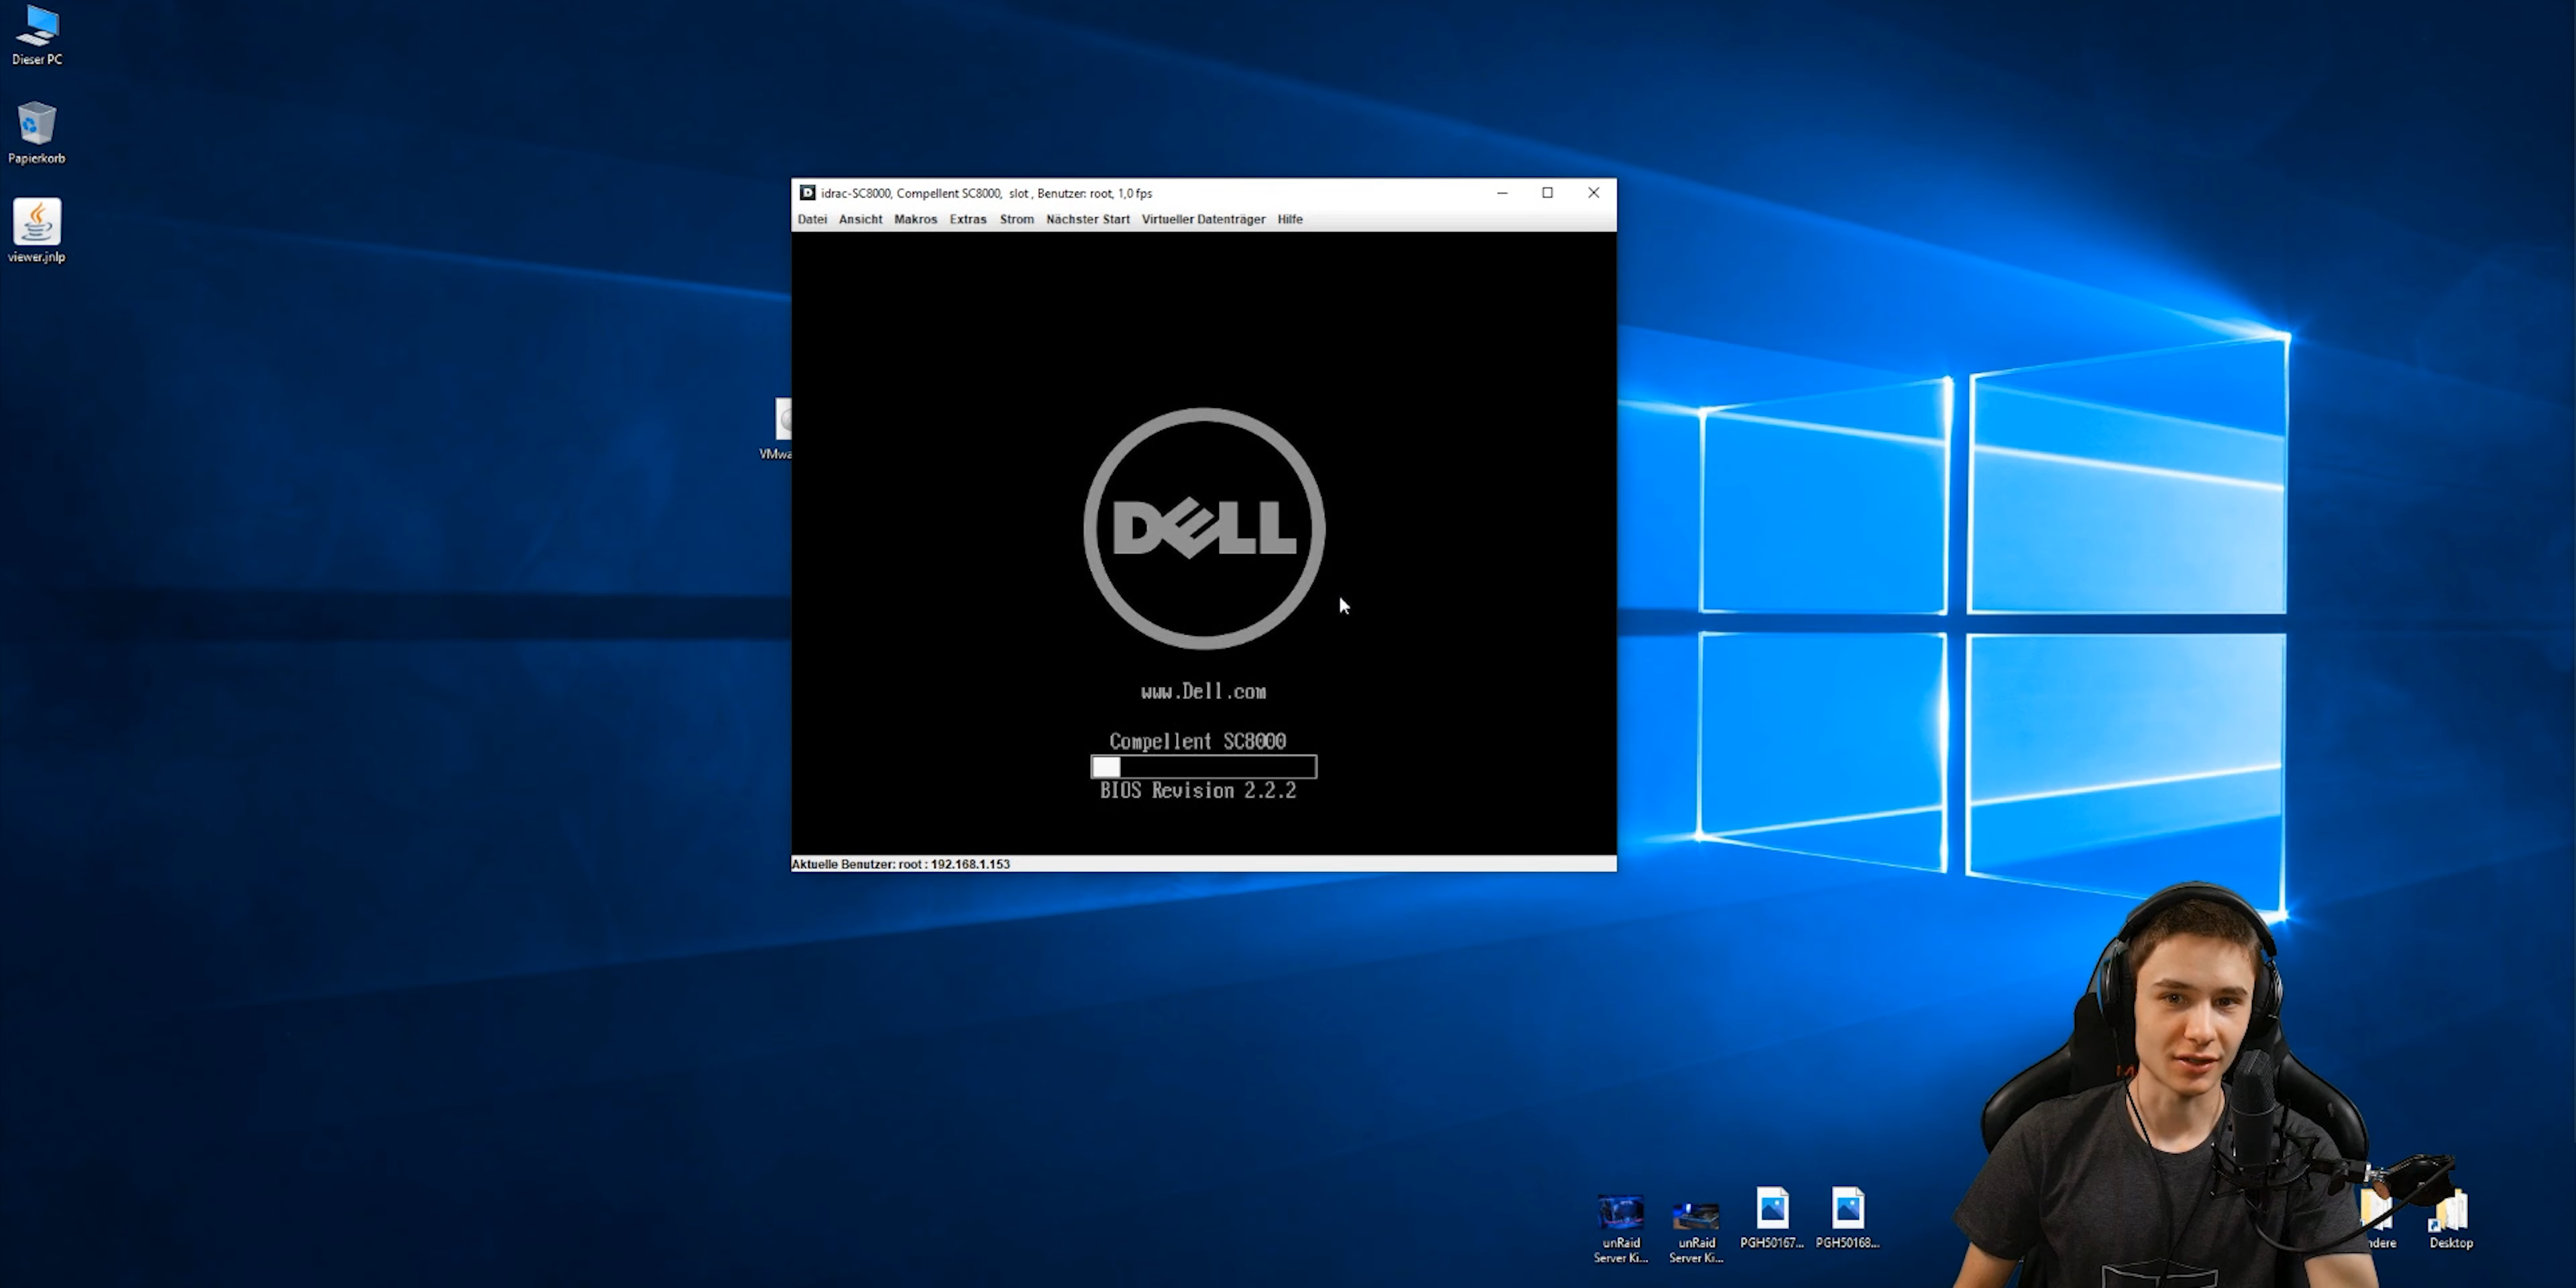 Dieser PC
Papierkorb
viewer.jnlp
idrac-SC8000, Compellent SC8000, slot , Benutzer: root, 1,0 fps
Datei Ansicht Makros Extras Strom Nächster Start Virtueller Datenträger Hilfe
DELL
www.Dell.com
Compellent SC8000
BIOS Revision 2.2.2
Aktuelle Benutzer: root : 192.168.1.153
VMwa
unRaid
Server Ki...
unRaid
Server Ki...
PGH50167...
PGH50168...
ndere
Desktop